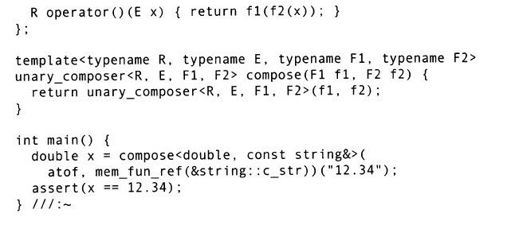 R operator()(E x) { return f1(f2(x)); }
};
template<typename R, typename E, typename F1, typename F2>
unary_composer<R, E, F1, F2> compose(F1 f1, F2 f2) {
return unary_composer<R, E, F1, F2>(f1, f2);
}
int main() {
double x = compose<double, const string&>(
atof, mem_fun_ref(&string::c_str))("12.34");
assert(x == 12.34);
} ///:~